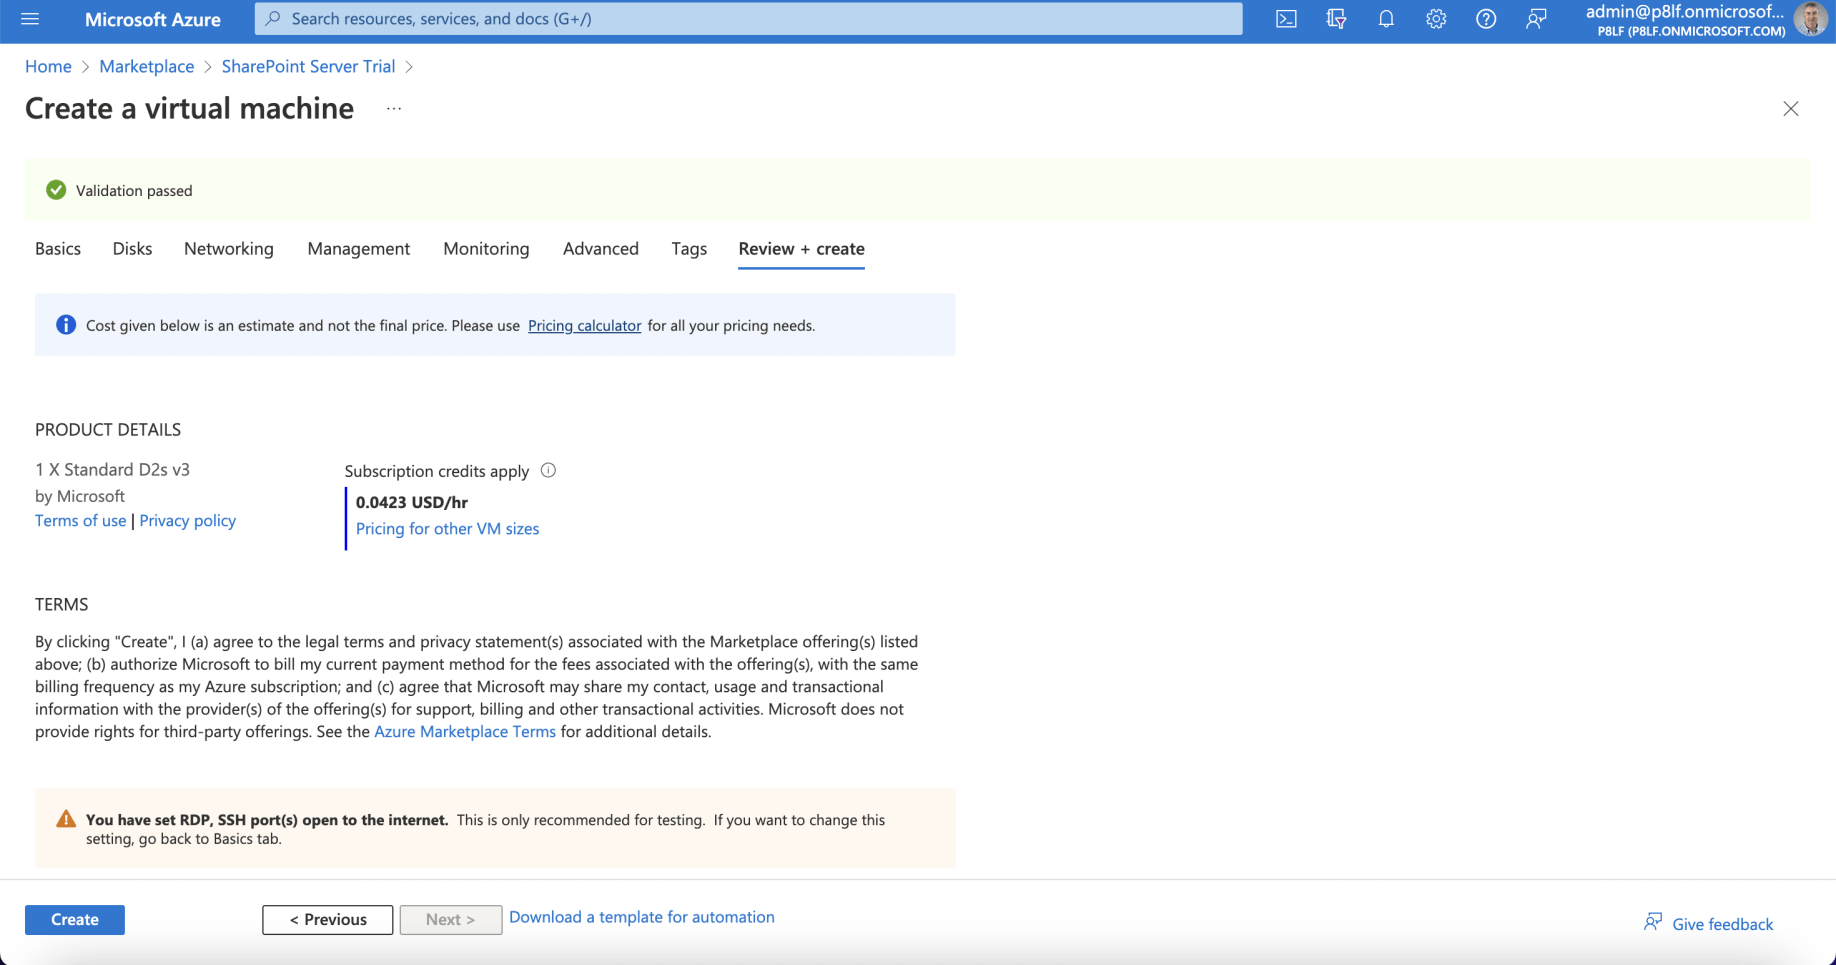 Microsoft Azure
Search resources, services, and docs (G+/)
admin@p8lf.onmicrosof...
P8LF (P8LF.ONMICROSOFT.COM)
Home > Marketplace > SharePoint Server Trial >
Create a virtual machine ...
Validation passed
Basics Disks Networking Management Monitoring Advanced Tags Review + create
Cost given below is an estimate and not the final price. Please use Pricing calculator for all your pricing needs.
PRODUCT DETAILS
1 X Standard D2s v3
by Microsoft
Terms of use | Privacy policy
Subscription credits apply
0.0423 USD/hr
Pricing for other VM sizes
TERMS
By clicking "Create", I (a) agree to the legal terms and privacy statement(s) associated with the Marketplace offering(s) listed
above; (b) authorize Microsoft to bill my current payment method for the fees associated with the offering(s), with the same
billing frequency as my Azure subscription; and (c) agree that Microsoft may share my contact, usage and transactional
information with the provider(s) of the offering(s) for support, billing and other transactional activities. Microsoft does not
provide rights for third-party offerings. See the Azure Marketplace Terms for additional details.
You have set RDP, SSH port(s) open to the internet. This is only recommended for testing. If you want to change this
setting, go back to Basics tab.
Create
< Previous
Next >
Download a template for automation
Give feedback